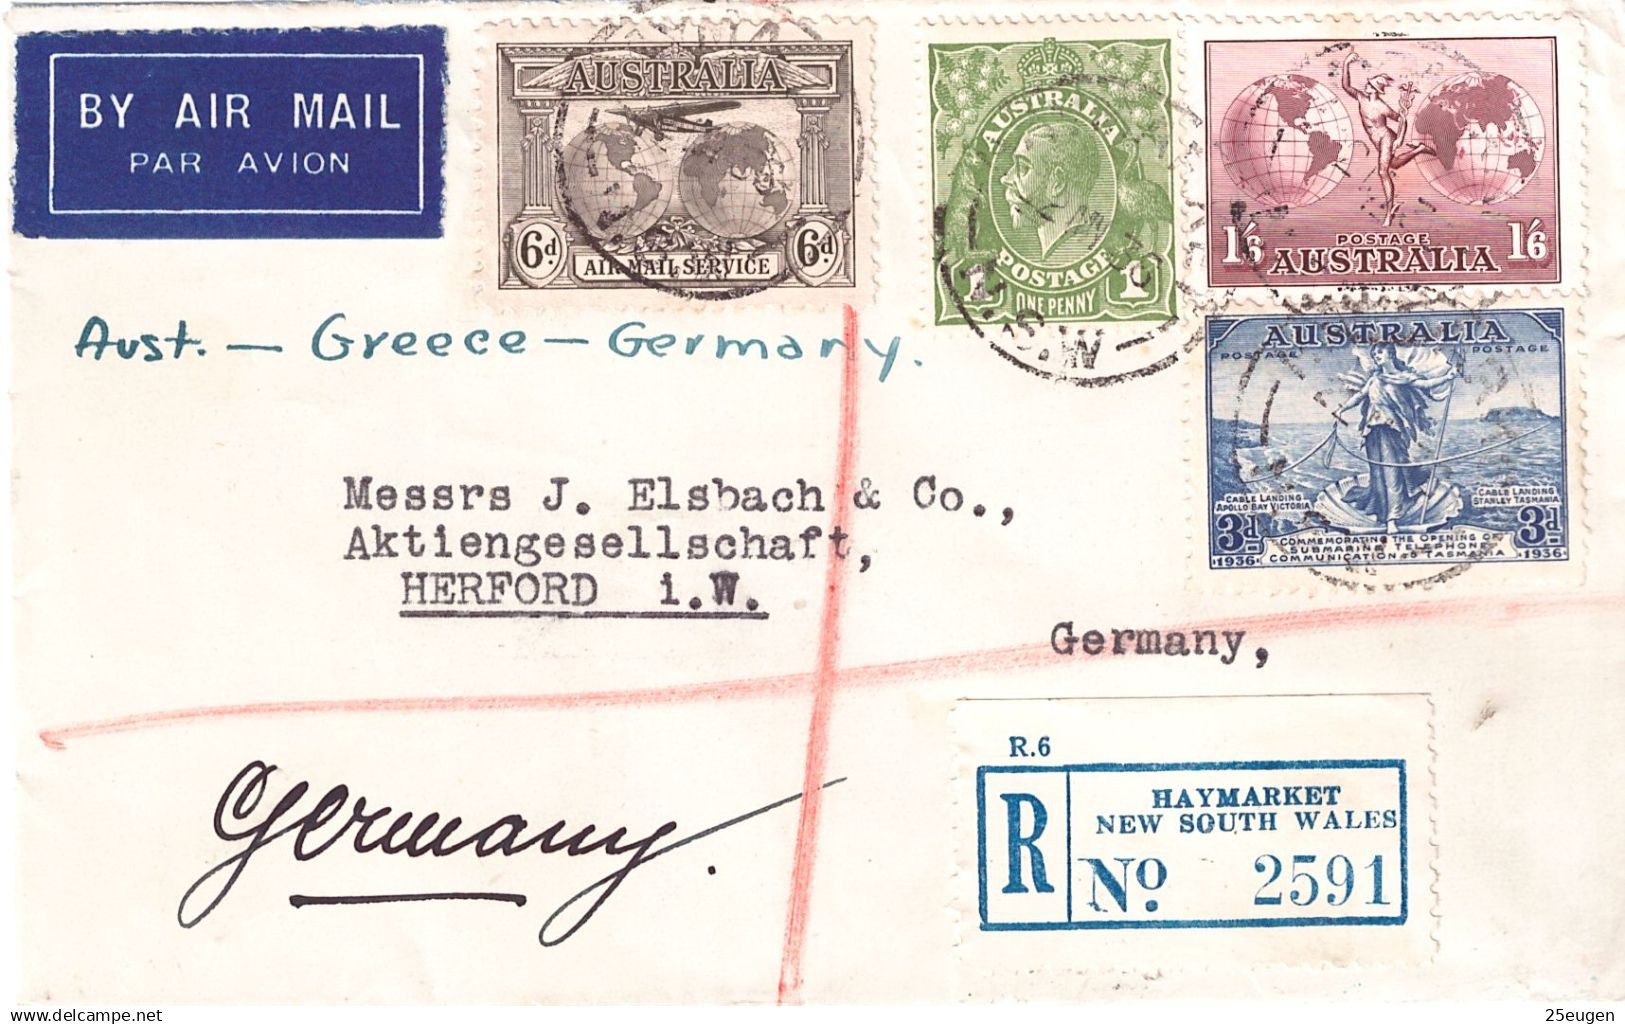 BY AIR MAIL
PAR AVION
AUSTRALIA
6d. 6d.
AIR MAIL SERVICE
AUSTRALIA
POSTAGE
1 1
ONE PENNY
POSTAGE
1/6 AUSTRALIA 1/6
AUSTRALIA
POSTAGE POSTAGE
CABLE LANDING
APOLLO BAY VICTORIA
CABLE LANDING
STANLEY TASMANIA
3d 3d
COMMEMORATING THE OPENING OF
SUBMARINE TELEPHONE
1936 COMMUNICATION TO TASMANIA 1936
N.S.W
Aust. — Greece — Germany.
Messrs J. Elsbach & Co.,
Aktiengesellschaft,
HERFORD i.W.
Germany,
Germany.
R.6
R
HAYMARKET
NEW SOUTH WALES
No. 2591
25eugen